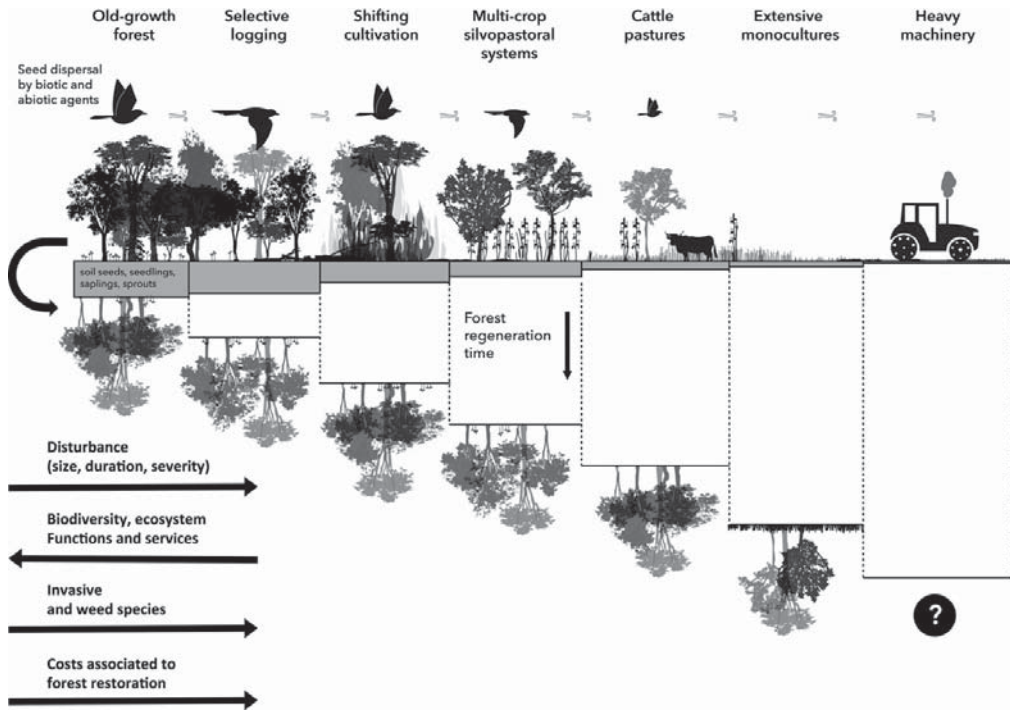 Old-growth
forest
Selective
logging
Shifting
cultivation
Multi-crop
silvopastoral
systems
Cattle
pastures
Extensive
monocultures
Heavy
machinery
Seed dispersal
by biotic and
abiotic agents
soil seeds, seedlings,
saplings, sprouts
Forest
regeneration
time
Disturbance
(size, duration, severity)
Biodiversity, ecosystem
Functions and services
Invasive
and weed species
Costs associated to
forest restoration
?